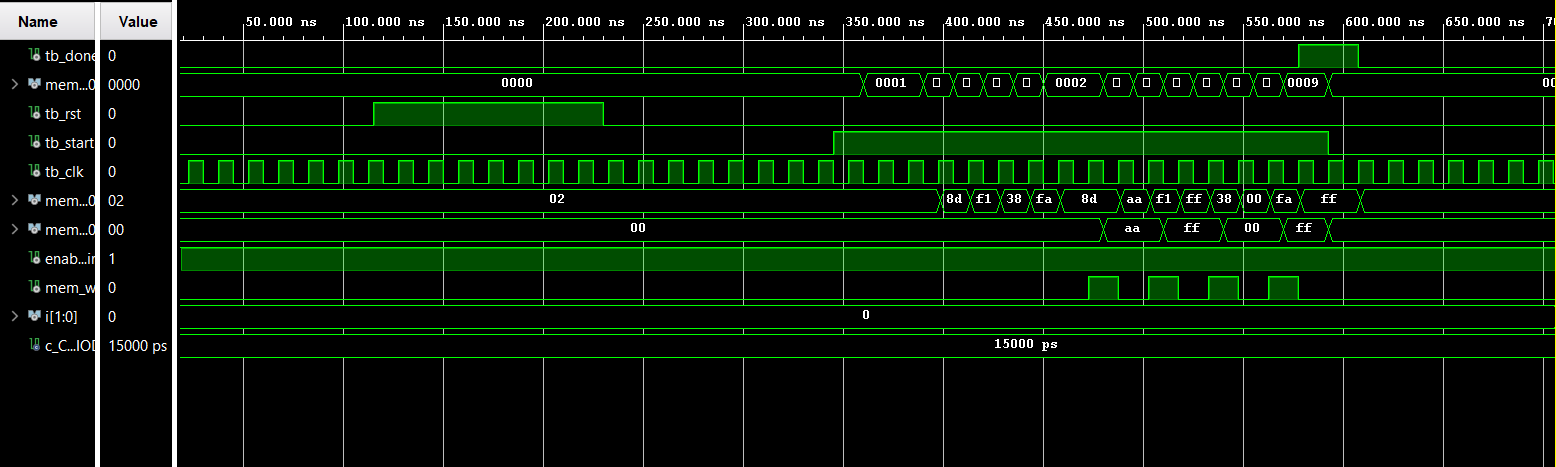 Name Value 50.000 ns 100.000 ns 150.000 ns 200.000 ns 250.000 ns 300.000 ns 350.000 ns 400.000 ns 450.000 ns 500.000 ns 550.000 ns 600.000 ns 650.000 ns
tb_done 0
mem...0 0000 0000 0001 0002 0009
tb_rst 0
tb_start 0
tb_clk 0
mem...0 02 02 8d f1 38 fa 8d aa f1 ff 38 00 fa ff
mem...0 00 00 aa ff 00 ff
enab...ir 1
mem_w 0
i[1:0] 0 0
c_C...IOD 15000 ps 15000 ps